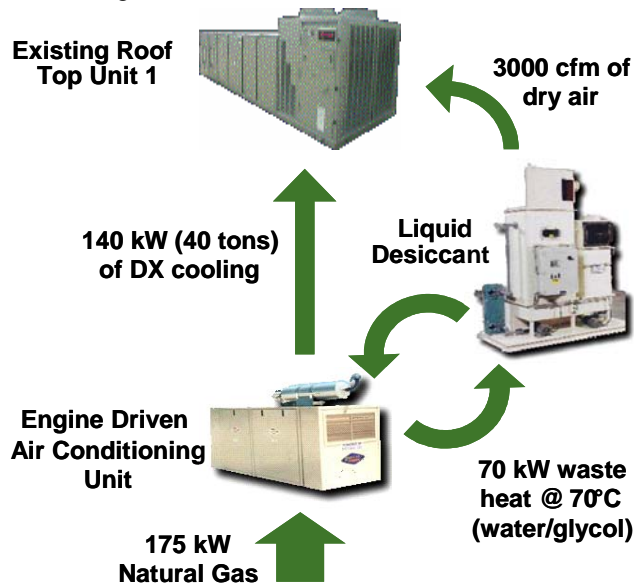 Existing Roof
Top Unit 1
3000 cfm of
dry air
140 kW (40 tons)
of DX cooling
Liquid
Desiccant
Engine Driven
Air Conditioning
Unit
70 kW waste
heat @ 70°C
(water/glycol)
175 kW
Natural Gas